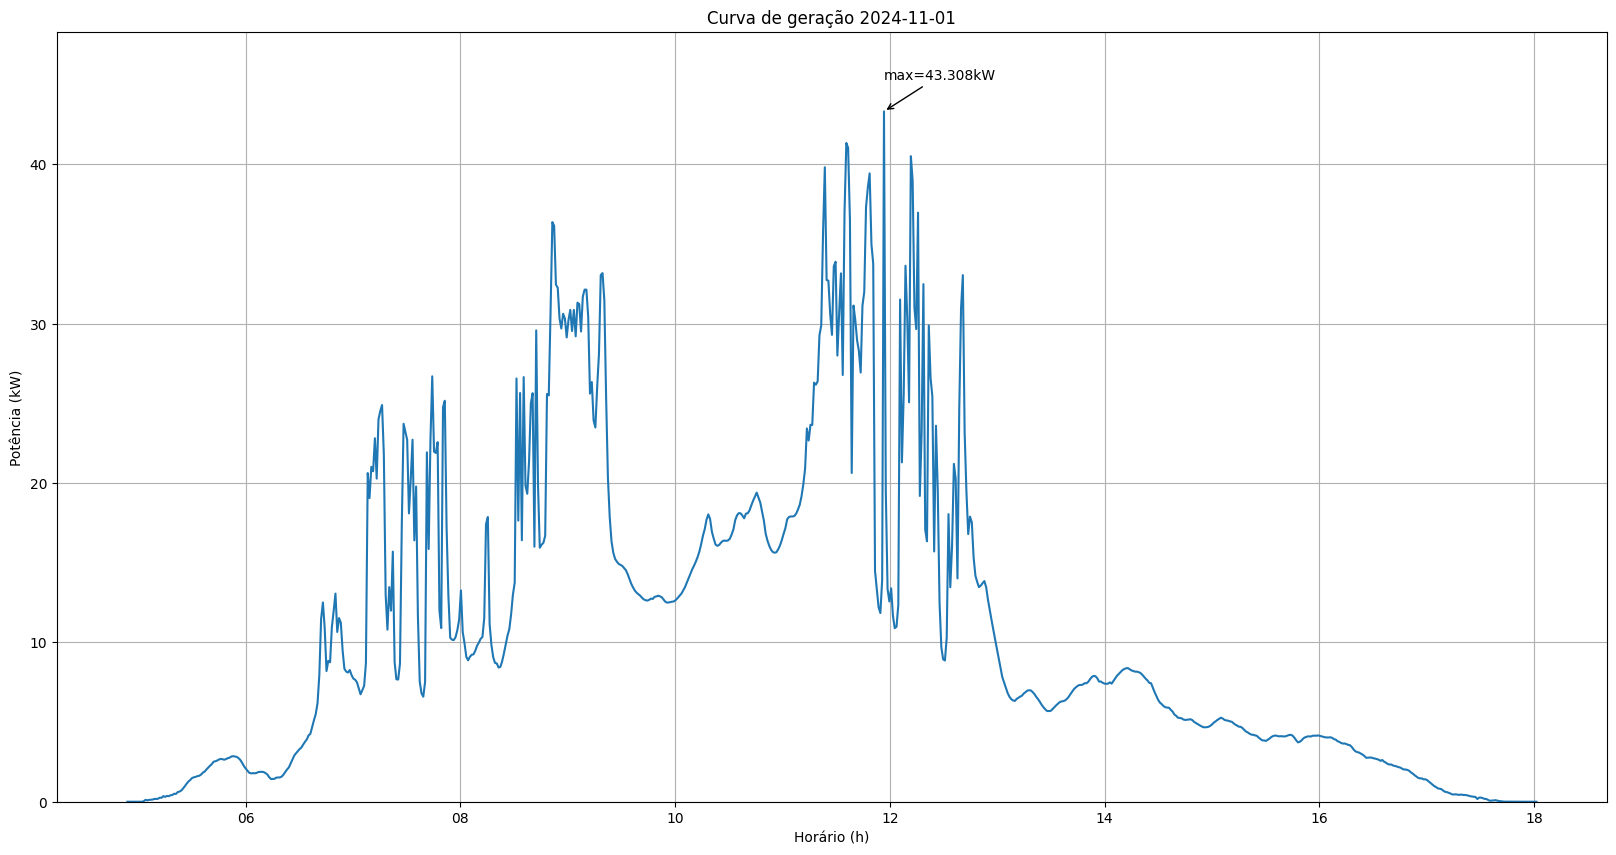 Curva de geração 2024-11-01
max=43.308kW
40
30
20
10
0
Potência (kW)
06 08 10 12 14 16 18
Horário (h)